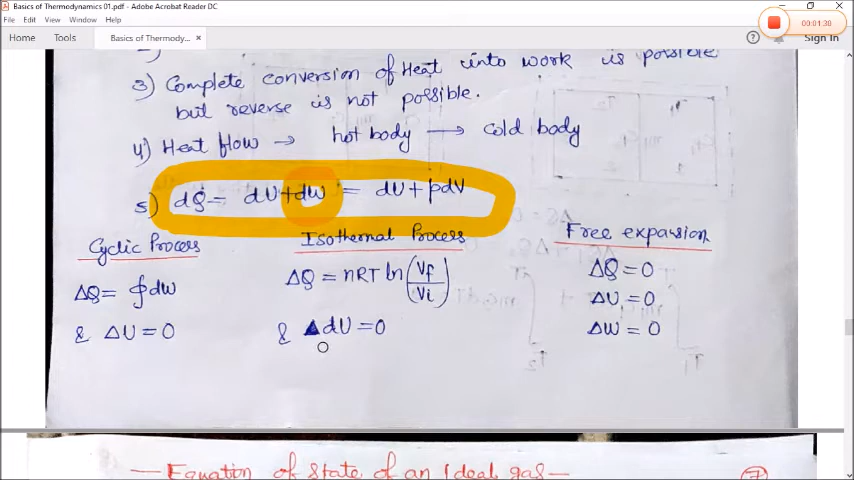 Basics of Thermodynamics 01.pdf - Adobe Acrobat Reader DC
File Edit View Window Help
00:01:38
Home Tools Basics of Thermody... × Sign In
3) Complete conversion of Heat into work is possible
but reverse is not possible.
4) Heat flow → hot body → cold body
5) dQ = dU + dW = dU + pdV
Cyclic Process Isothermal Process Free expansion
ΔQ = ∮dW ΔQ = nRT ln(Vf/Vi) ΔQ = 0
ΔU = 0
& ΔU = 0 & ΔdU = 0 ΔW = 0
— Equation of state of an Ideal gas — 7